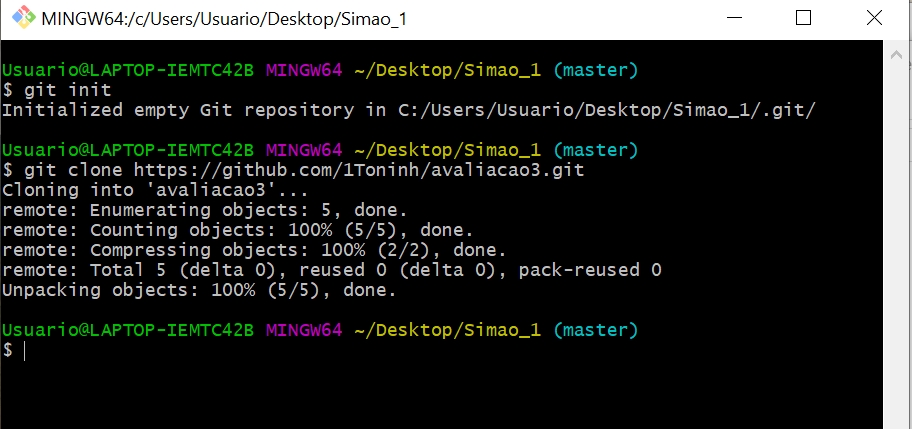 MINGW64:/c/Users/Usuario/Desktop/Simao_1
Usuario@LAPTOP-IEMTC42B MINGW64 ~/Desktop/Simao_1 (master)
$ git init
Initialized empty Git repository in C:/Users/Usuario/Desktop/Simao_1/.git/
Usuario@LAPTOP-IEMTC42B MINGW64 ~/Desktop/Simao_1 (master)
$ git clone https://github.com/1Toninh/avaliacao3.git
Cloning into 'avaliacao3'...
remote: Enumerating objects: 5, done.
remote: Counting objects: 100% (5/5), done.
remote: Compressing objects: 100% (2/2), done.
remote: Total 5 (delta 0), reused 0 (delta 0), pack-reused 0
Unpacking objects: 100% (5/5), done.
Usuario@LAPTOP-IEMTC42B MINGW64 ~/Desktop/Simao_1 (master)
$